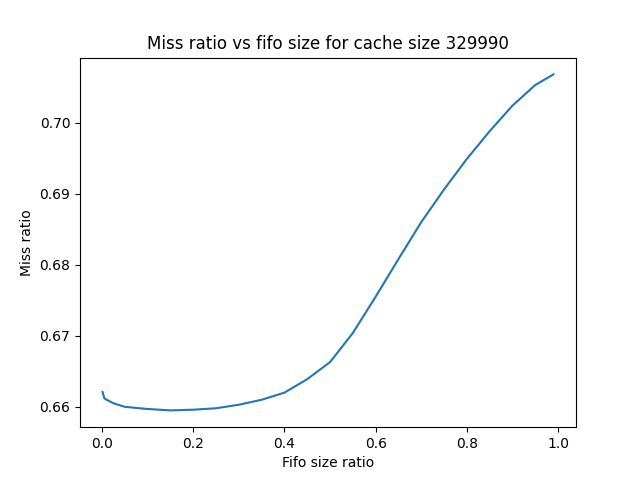 Miss ratio vs fifo size for cache size 329990
0.70
0.69
0.68
0.67
0.66
Miss ratio
0.0 0.2 0.4 0.6 0.8 1.0
Fifo size ratio